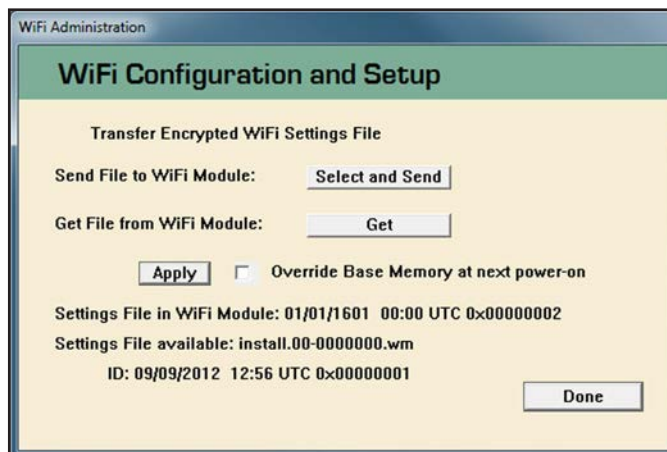 WiFi Administration
WiFi Configuration and Setup
Transfer Encrypted WiFi Settings File
Send File to WiFi Module: Select and Send
Get File from WiFi Module: Get
Apply Override Base Memory at next power-on
Settings File in WiFi Module: 01/01/1601 00:00 UTC 0x00000002
Settings File available: install.00-0000000.wm
ID: 09/09/2012 12:56 UTC 0x00000001
Done